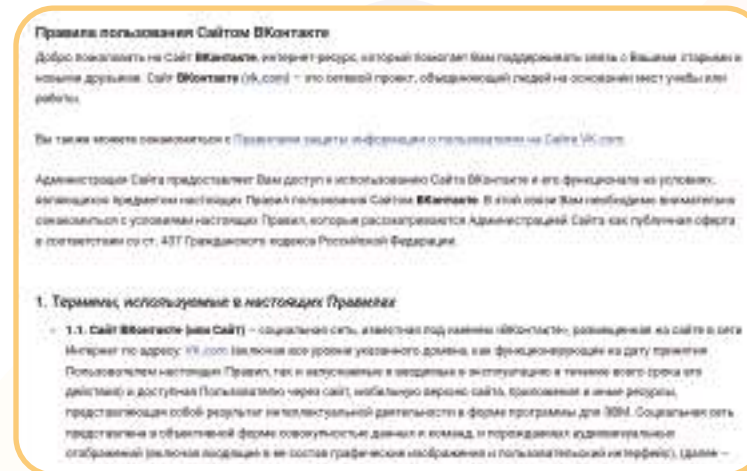 Правила пользования Сайтом ВКонтакте
Добро пожаловать на Сайт ВКонтакте, интернет-ресурс, который помогает Вам поддерживать связь с Вашими старыми и
новыми друзьями. Сайт ВКонтакте (vk.com) – это сетевой проект, объединяющий людей на основании мест учебы или
работы.
Вы также можете ознакомиться с Правилами защиты информации о пользователях на Сайте VK.com
Администрация Сайта предоставляет Вам доступ к использованию Сайта ВКонтакте и его функционала на условиях,
являющихся предметом настоящих Правил пользования Сайтом ВКонтакте. В этой связи Вам необходимо внимательно
ознакомиться с условиями настоящих Правил, которые рассматриваются Администрацией Сайта как публичная оферта
в соответствии со ст. 437 Гражданского кодекса Российской Федерации.
1. Термины, используемые в настоящих Правилах
1.1. Сайт ВКонтакте (или Сайт) – социальная сеть, известная под именем «ВКонтакте», размещенная на сайте в сети
Интернет по адресу: VK.com (включая все уровни указанного домена, как функционирующие на дату принятия
Пользователем настоящих Правил, так и запускаемые и вводимые в эксплуатацию в течение всего срока его
действия) и доступная Пользователю через сайт, мобильную версию сайта, приложения и иные ресурсы,
представляющая собой результат интеллектуальной деятельности в форме программы для ЭВМ. Социальная сеть
представлена в объективной форме совокупностью данных и команд, и порождаемых аудиовизуальных
отображений (включая входящие в ее состав графические изображения и пользовательский интерфейс), (далее –